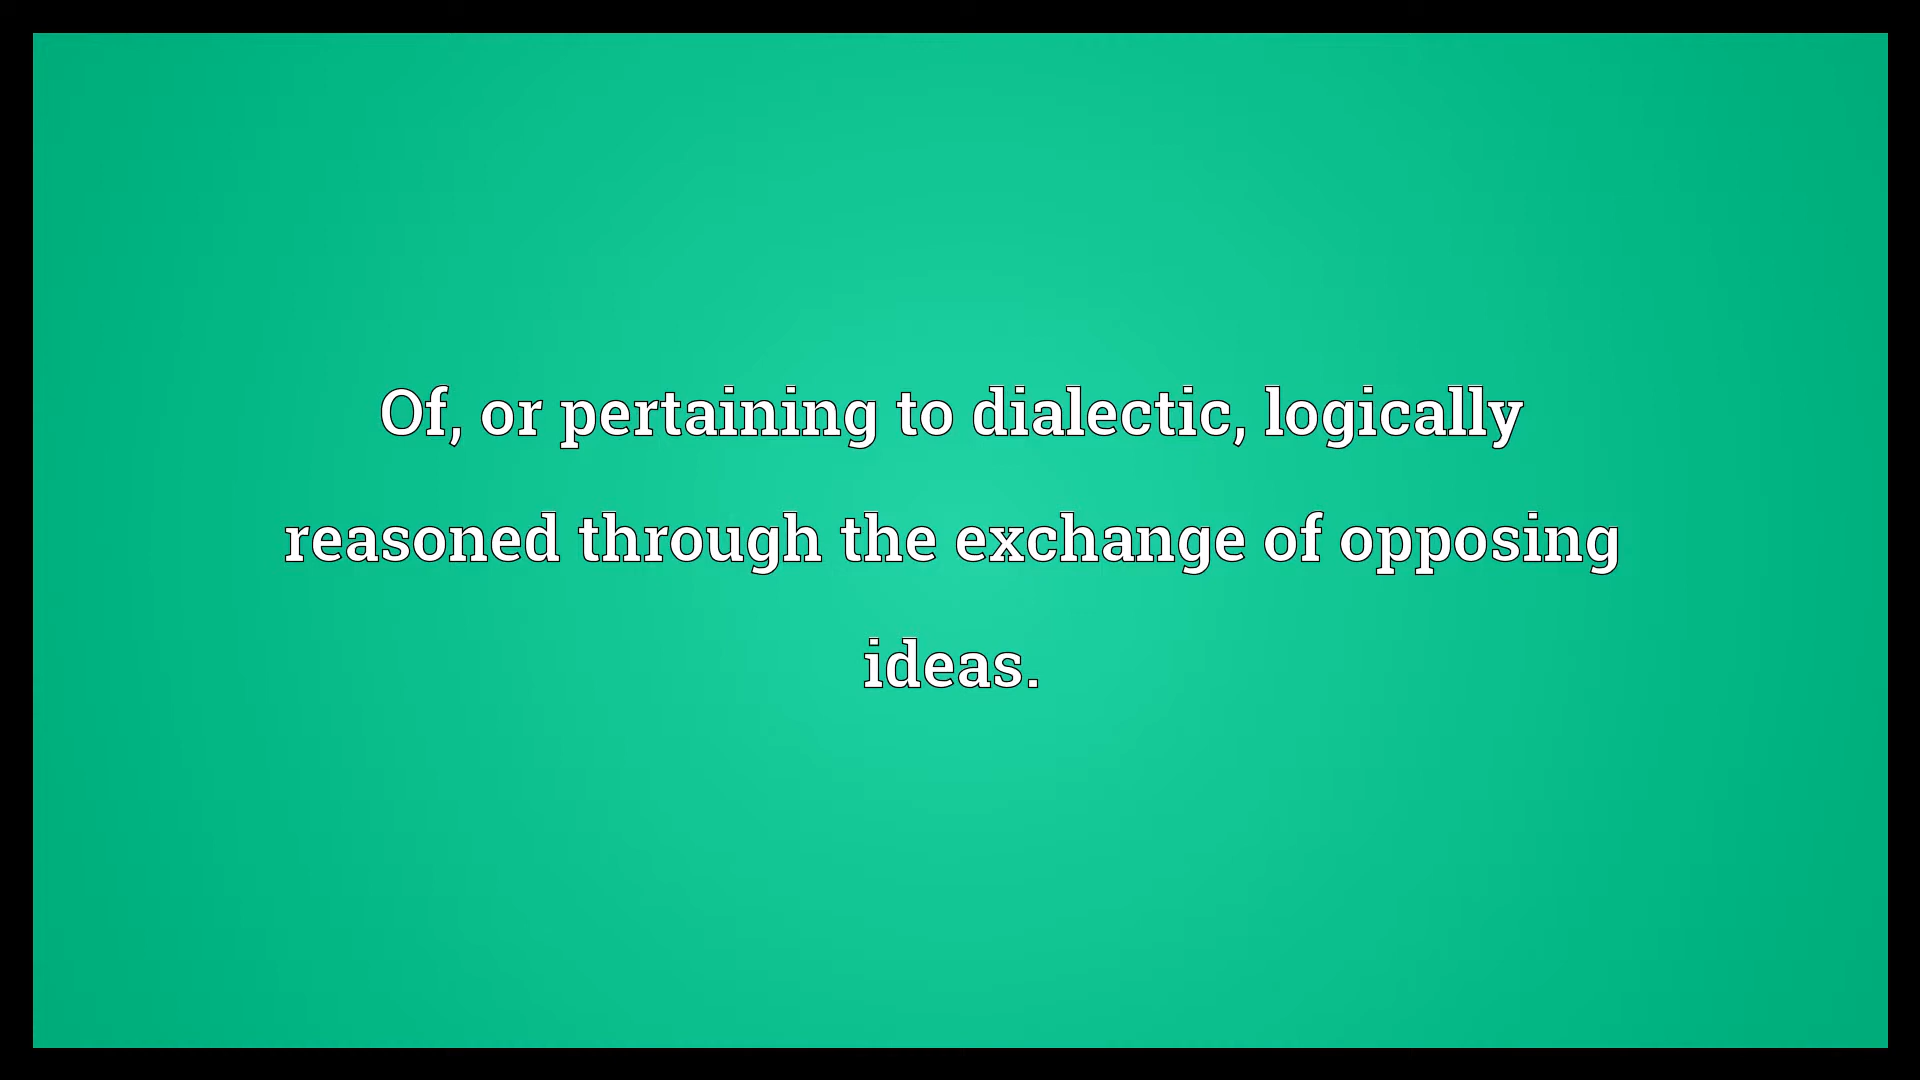 Of, or pertaining to dialectic, logically
reasoned through the exchange of opposing
ideas.